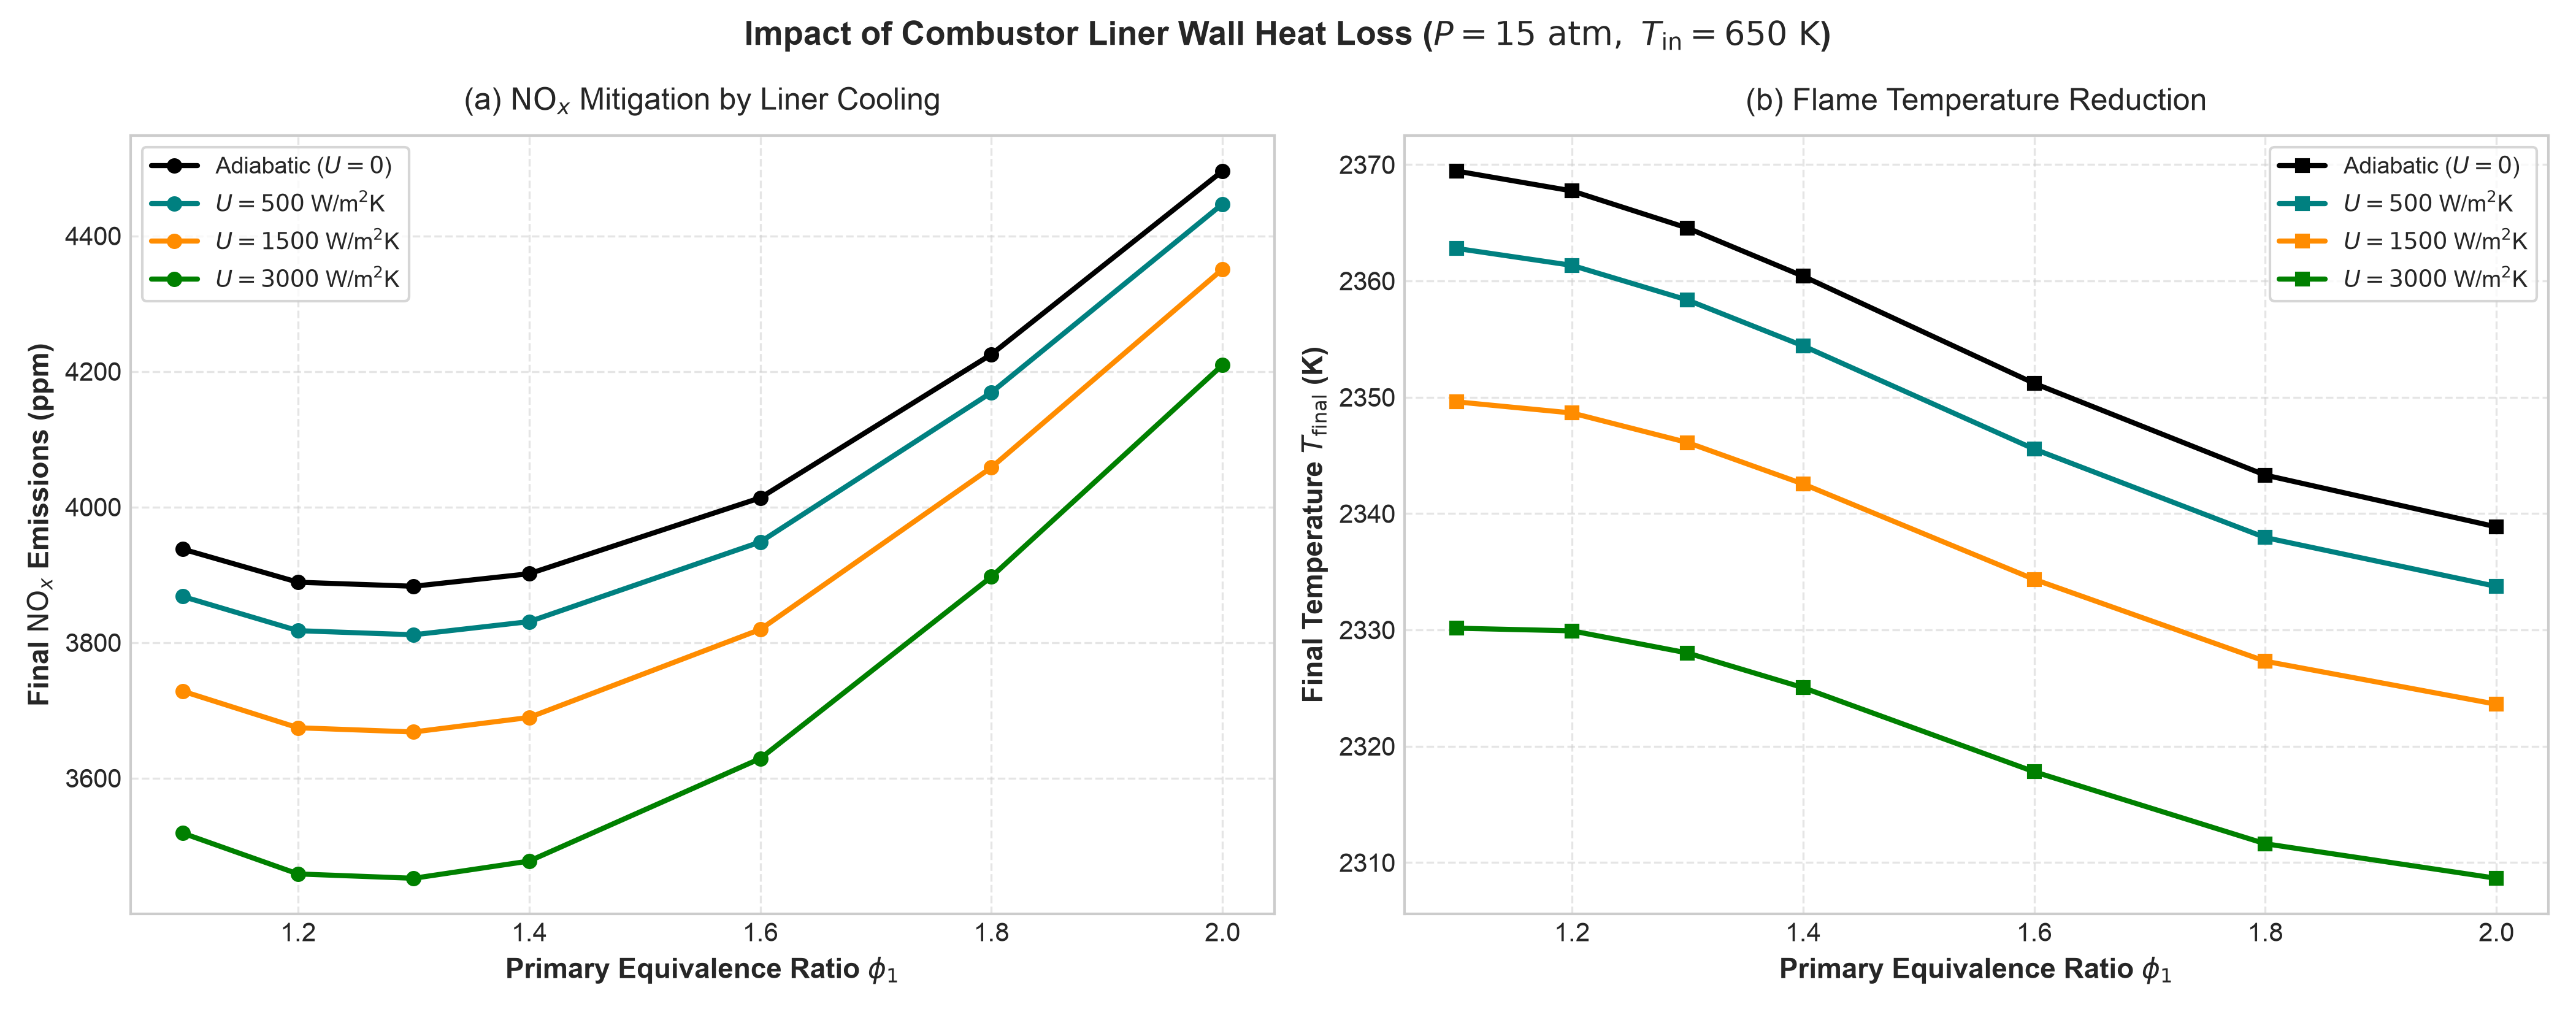 Impact of Combustor Liner Wall Heat Loss (P = 15 atm, T_in = 650 K)
(a) NO_x Mitigation by Liner Cooling
Adiabatic (U = 0)
U = 500 W/m²K
U = 1500 W/m²K
U = 3000 W/m²K
Final NO_x Emissions (ppm)
4400
4200
4000
3800
3600
1.2 1.4 1.6 1.8 2.0
Primary Equivalence Ratio ϕ₁
(b) Flame Temperature Reduction
Adiabatic (U = 0)
U = 500 W/m²K
U = 1500 W/m²K
U = 3000 W/m²K
Final Temperature T_final (K)
2370
2360
2350
2340
2330
2320
2310
1.2 1.4 1.6 1.8 2.0
Primary Equivalence Ratio ϕ₁